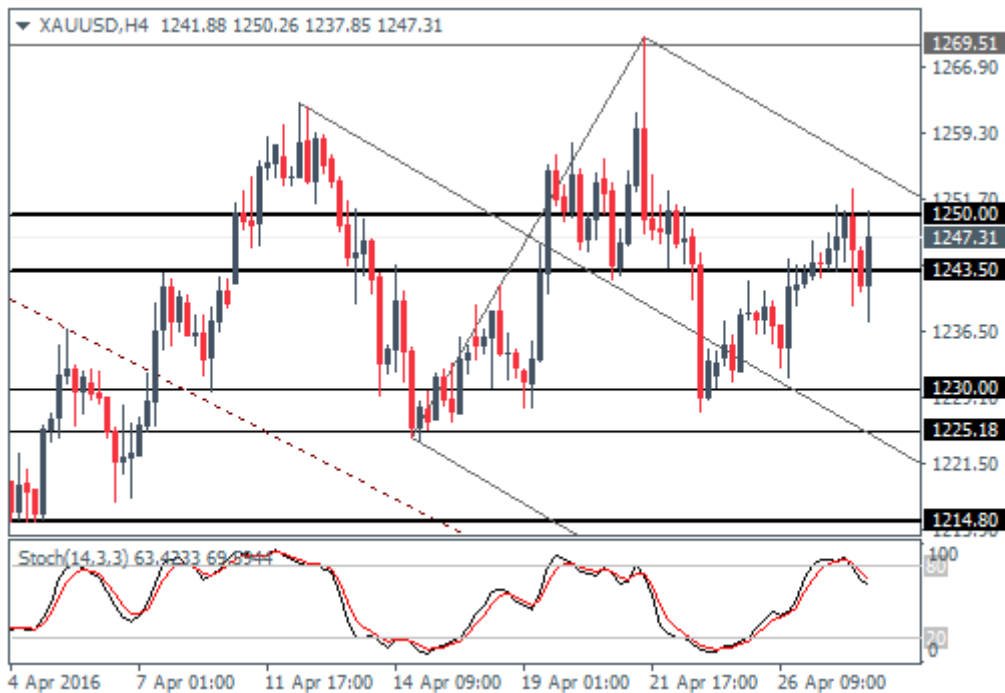 XAUUSD,H4 1241.88 1250.26 1237.85 1247.31
1269.51
1266.90
1259.30
1251.70
1250.00
1247.31
1243.50
1236.50
1230.00
1225.18
1221.50
1214.80
Stoch(14,3,3)
100
80
20
0
4 Apr 2016
7 Apr 01:00
11 Apr 17:00
14 Apr 09:00
19 Apr 01:00
21 Apr 17:00
26 Apr 09:00